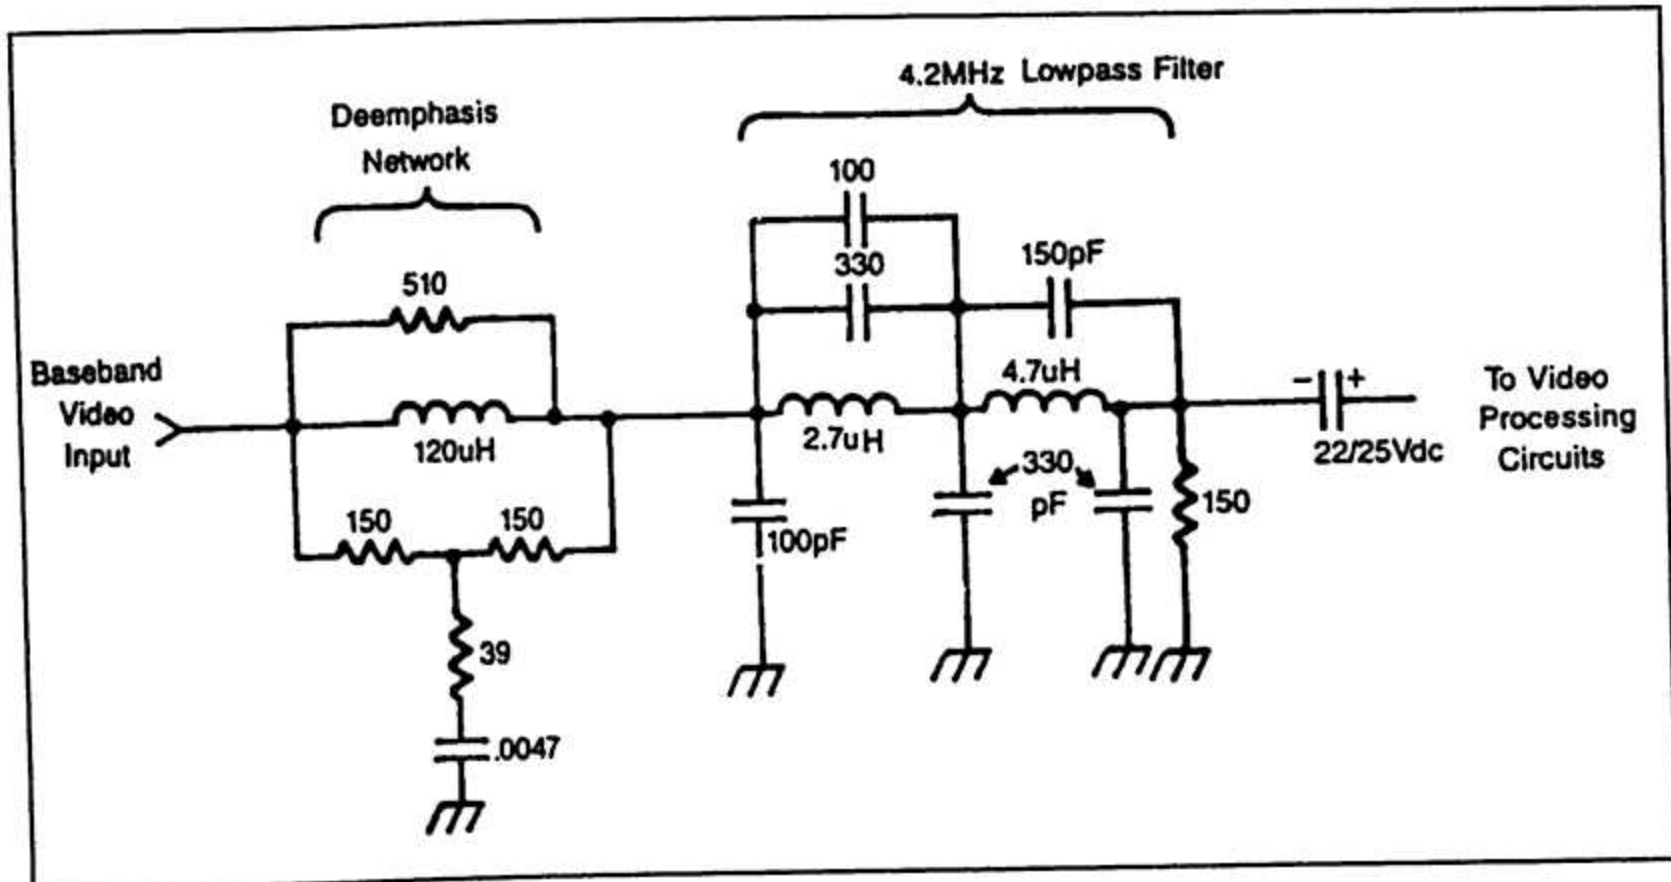 4.2MHz Lowpass Filter
Deemphasis
Network
100
330
150pF
510
Baseband
Video
Input
120uH
2.7uH
4.7uH
- +
22/25Vdc
To Video
Processing
Circuits
150
150
100pF
330
pF
150
39
.0047